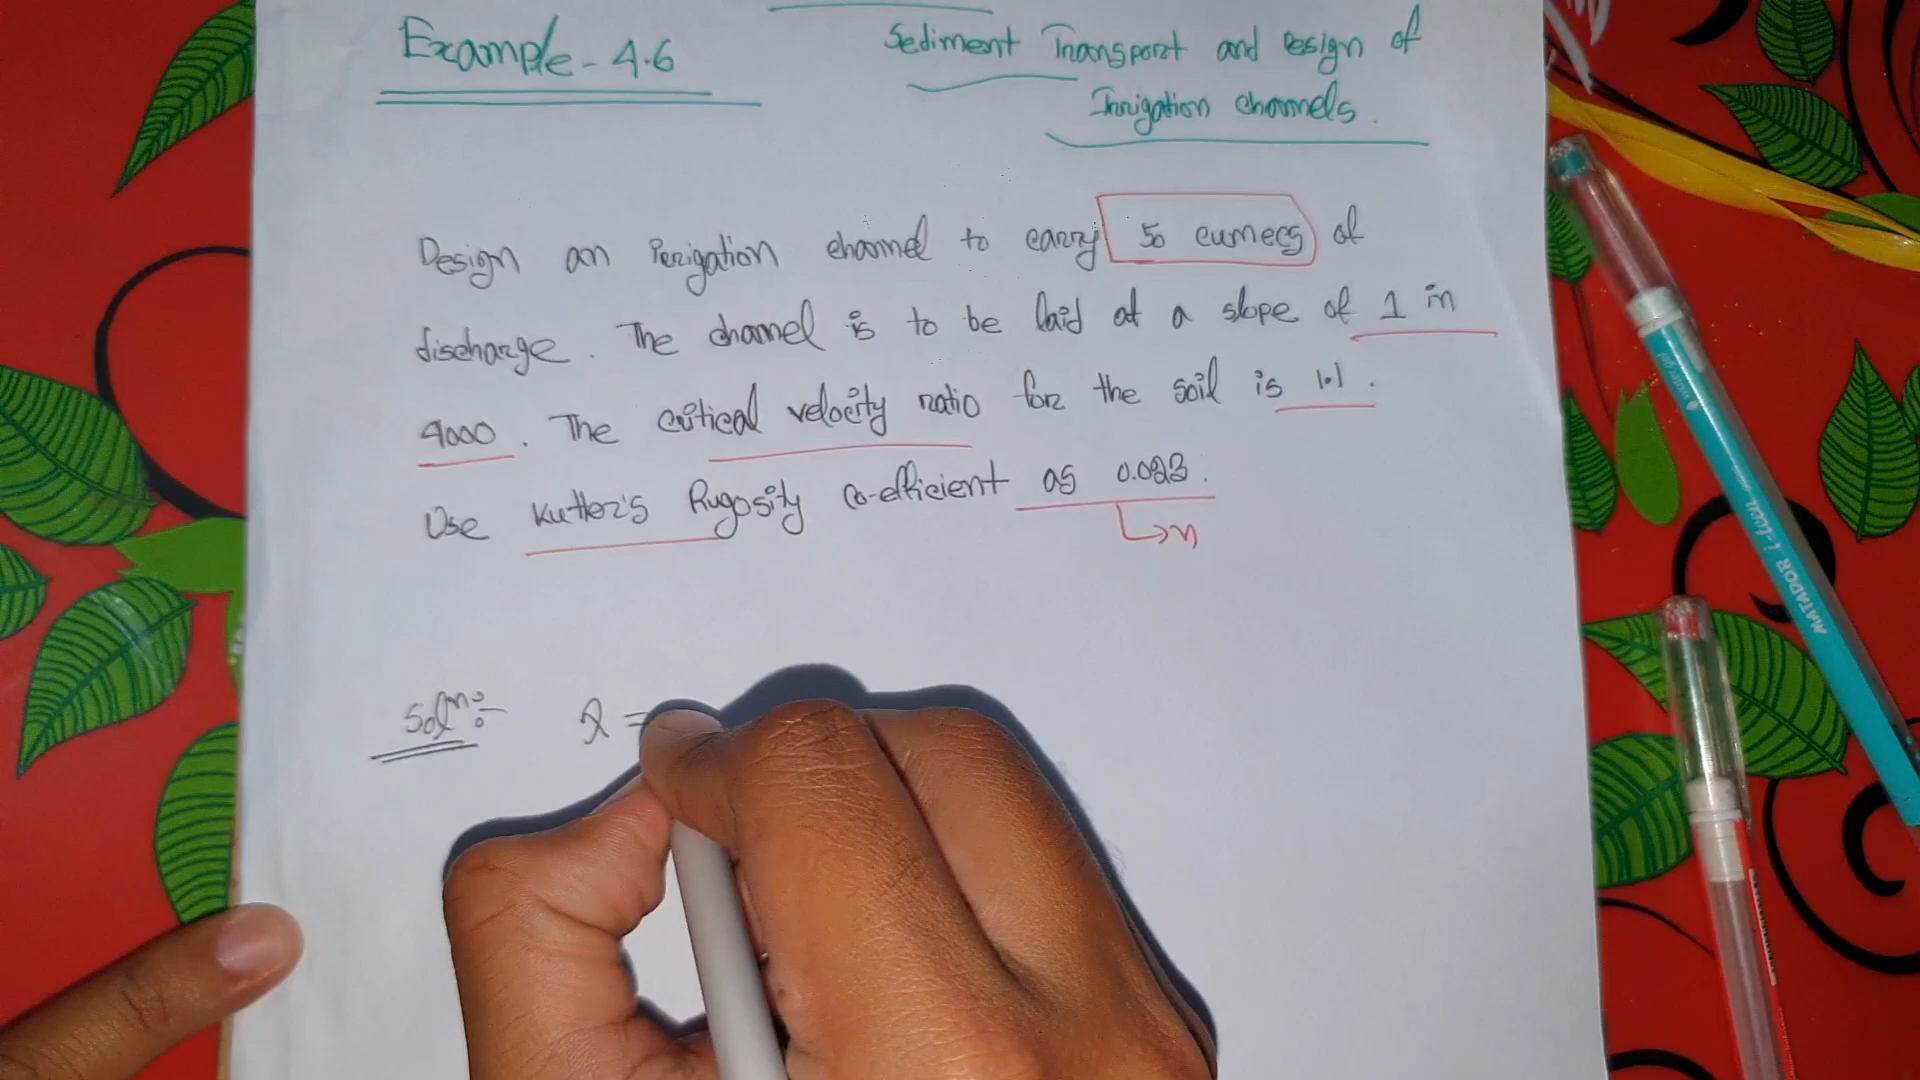 Example - 4.6
Sediment Transport and Design of
Irrigation channels.
Design an Irrigation channel to carry 50 cumecs of
discharge. The channel is to be laid at a slope of 1 in
4000. The critical velocity ratio for the soil is 1.1.
Use Kutter's Rugosity Co-efficient as 0.023.
n
Solⁿ:-
Q =
MATADOR i-teen